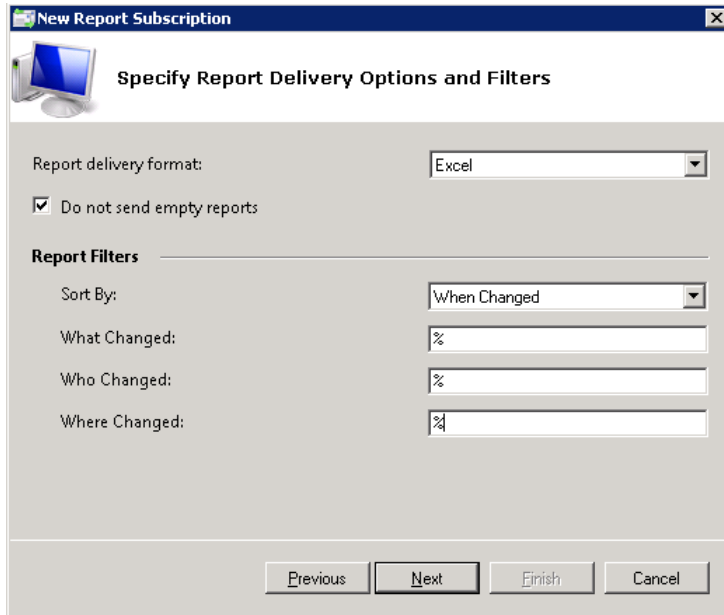 New Report Subscription
Specify Report Delivery Options and Filters
Report delivery format: Excel
Do not send empty reports
Report Filters
Sort By: When Changed
What Changed: %
Who Changed: %
Where Changed: %
Previous Next Finish Cancel